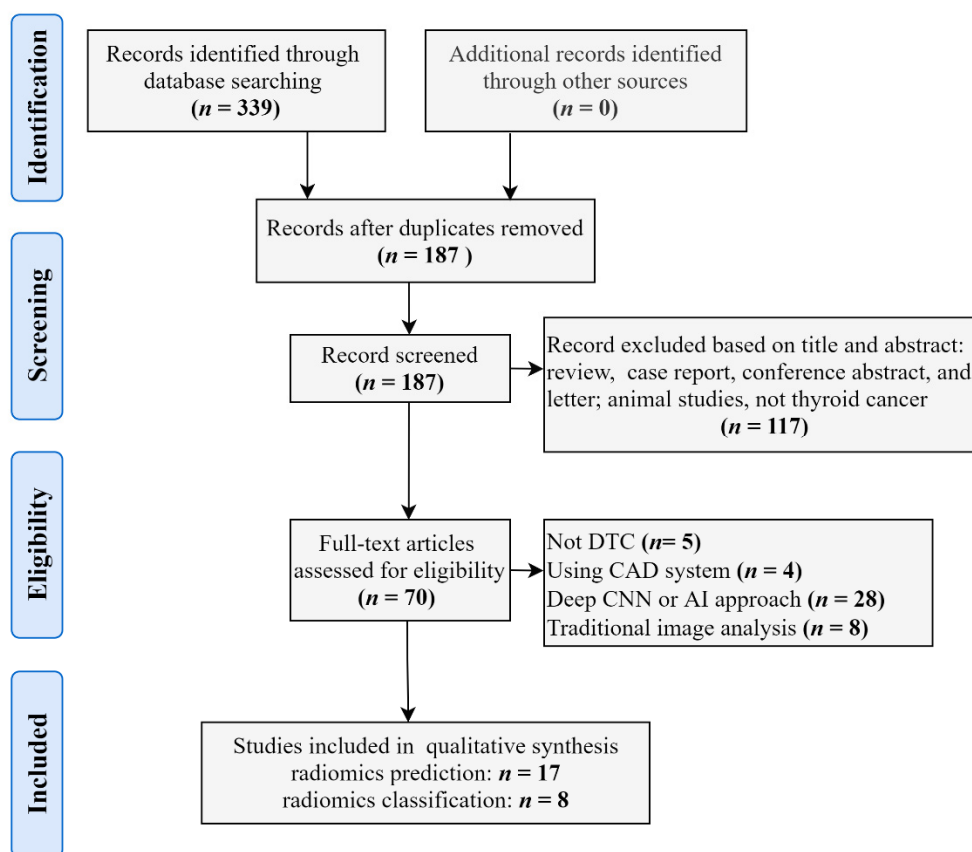 Identification
Records identified through
database searching
(n = 339)
Additional records identified
through other sources
(n = 0)
Records after duplicates removed
(n = 187 )
Screening
Record screened
(n = 187)
Record excluded based on title and abstract:
review, case report, conference abstract, and
letter; animal studies, not thyroid cancer
(n = 117)
Eligibility
Full-text articles
assessed for eligibility
(n = 70)
Not DTC (n= 5)
Using CAD system (n = 4)
Deep CNN or AI approach (n = 28)
Traditional image analysis (n = 8)
Included
Studies included in qualitative synthesis
radiomics prediction: n = 17
radiomics classification: n = 8